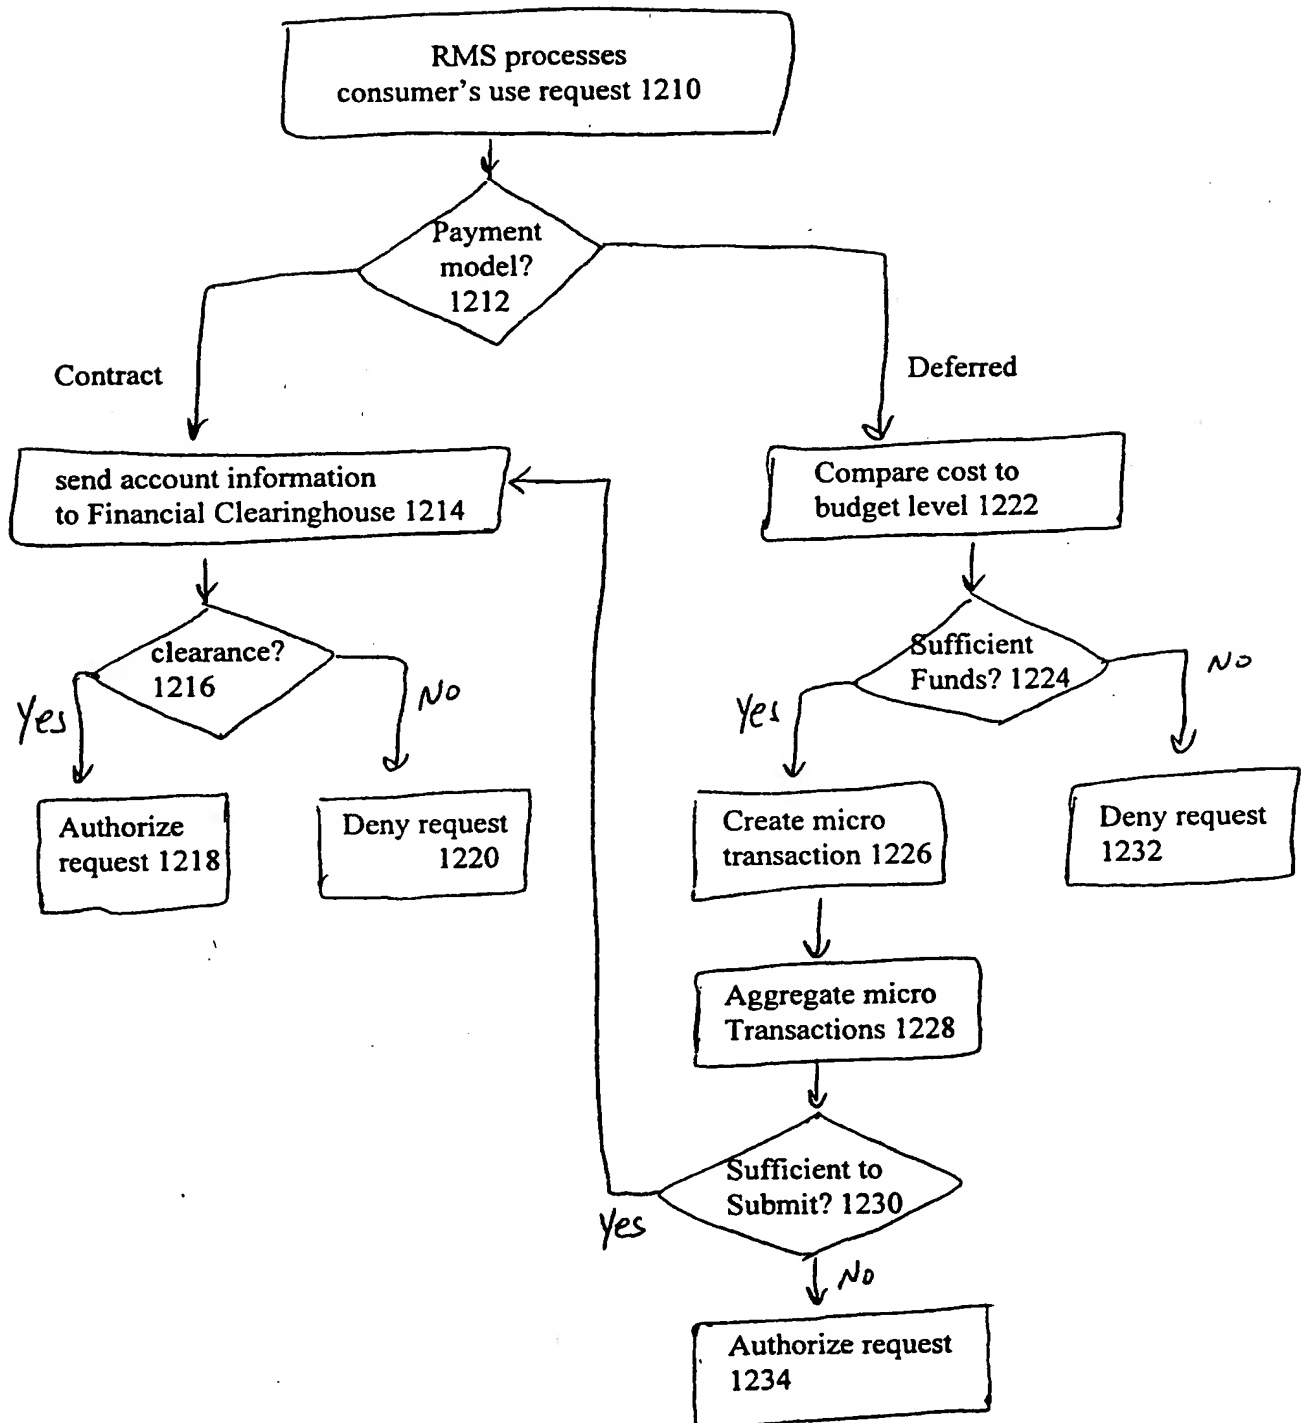 RMS processes
consumer's use request 1210
Payment
model?
1212
Contract
Deferred
send account information
to Financial Clearinghouse 1214
Compare cost to
budget level 1222
clearance?
1216
Yes
No
Sufficient
Funds? 1224
Yes
No
Authorize
request 1218
Deny request
1220
Create micro
transaction 1226
Deny request
1232
Aggregate micro
Transactions 1228
Sufficient to
Submit? 1230
Yes
No
Authorize request
1234